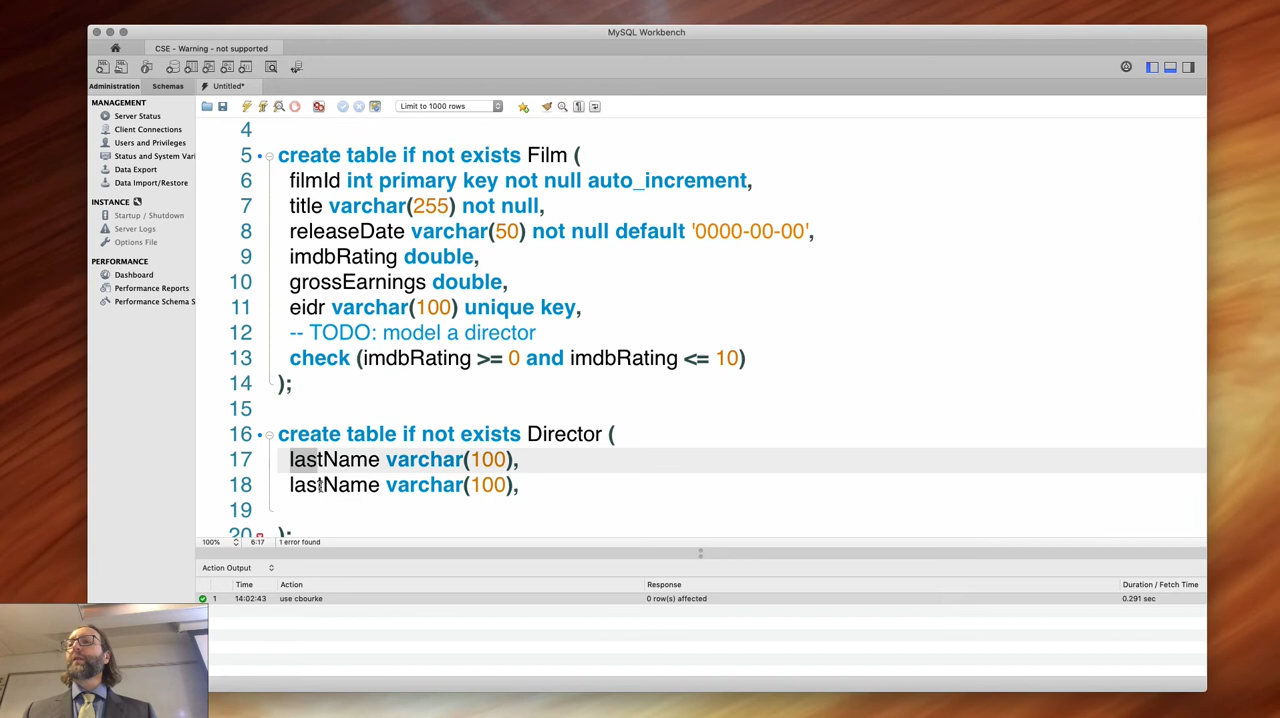 MySQL Workbench
CSE - Warning - not supported
Administration Schemas Untitled*
MANAGEMENT
Server Status
Client Connections
Users and Privileges
Status and System Vari
Data Export
Data Import/Restore
INSTANCE
Startup / Shutdown
Server Logs
Options File
PERFORMANCE
Dashboard
Performance Reports
Performance Schema S
Limit to 1000 rows
4
5 create table if not exists Film (
6 filmId int primary key not null auto_increment,
7 title varchar(255) not null,
8 releaseDate varchar(50) not null default '0000-00-00',
9 imdbRating double,
10 grossEarnings double,
11 eidr varchar(100) unique key,
12 -- TODO: model a director
13 check (imdbRating >= 0 and imdbRating <= 10)
14 );
15
16 create table if not exists Director (
17 lastName varchar(100),
18 lastName varchar(100),
19
20 );
100% 6:17 1 error found
Action Output
Time Action Response Duration / Fetch Time
1 14:02:43 use cbourke 0 row(s) affected 0.291 sec